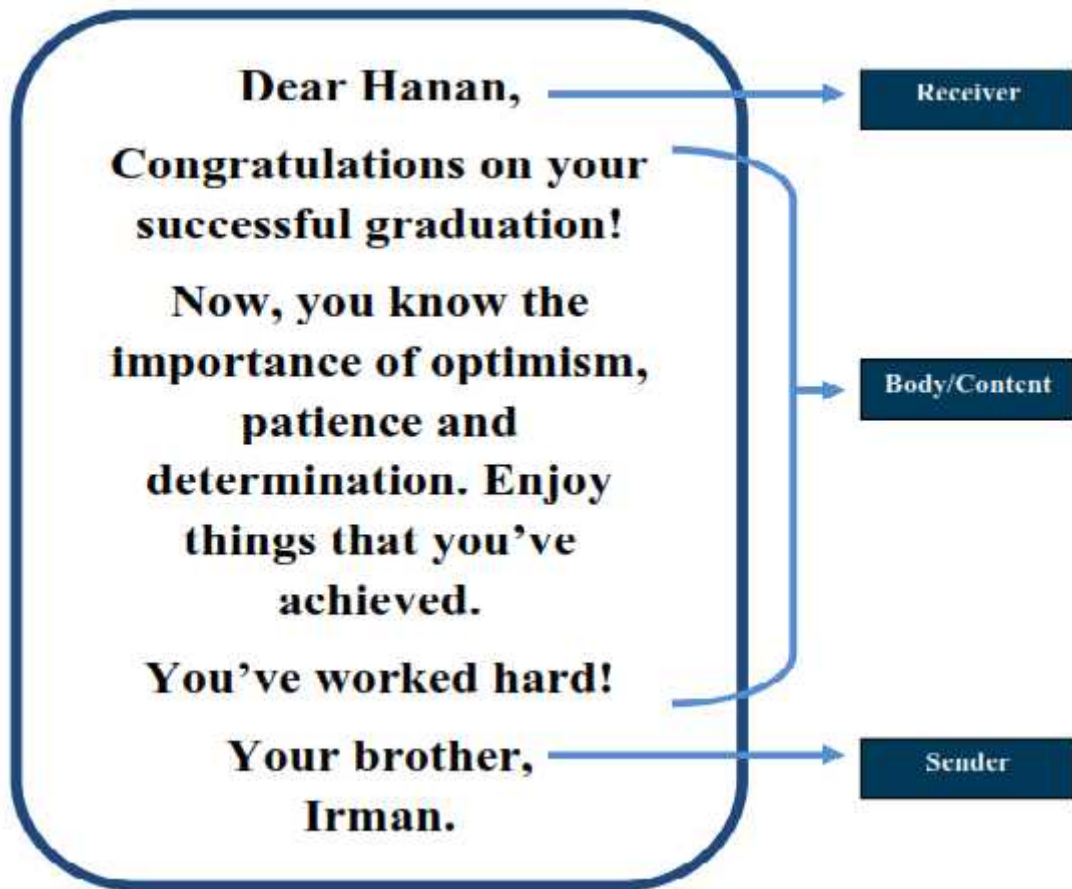 Dear Hanan,
Receiver
Congratulations on your
successful graduation!
Now, you know the
importance of optimism,
patience and
determination. Enjoy
things that you’ve
achieved.
You’ve worked hard!
Body/Content
Your brother,
Irman.
Sender